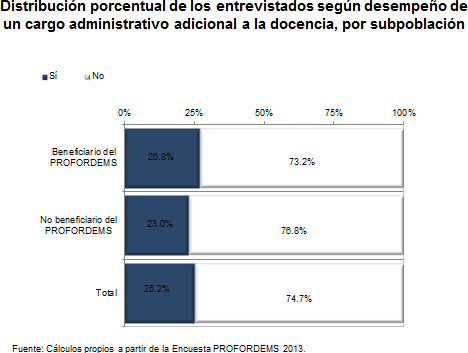 Distribución porcentual de los entrevistados según desempeño de
un cargo administrativo adicional a la docencia, por subpoblación
Sí No
0% 25% 50% 75% 100%
Beneficiario del
PROFORDEMS
26.8% 73.2%
No beneficiario del
PROFORDEMS
23.0% 76.8%
Total 25.2% 74.7%
Fuente: Cálculos propios a partir de la Encuesta PROFORDEMS 2013.